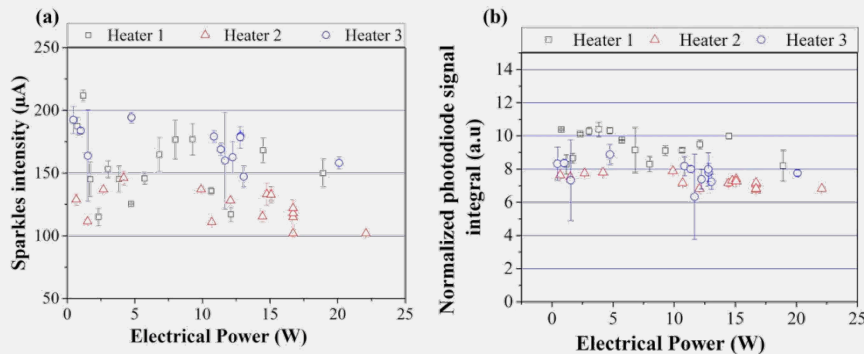 (a)
Heater 1 Heater 2 Heater 3
Sparkles intensity (µA)
250
200
150
100
50
0 5 10 15 20 25
Electrical Power (W)
(b)
Heater 1 Heater 2 Heater 3
Normalized photodiode signal
integral (a.u)
14
12
10
8
6
4
2
0
0 5 10 15 20 25
Electrical Power (W)